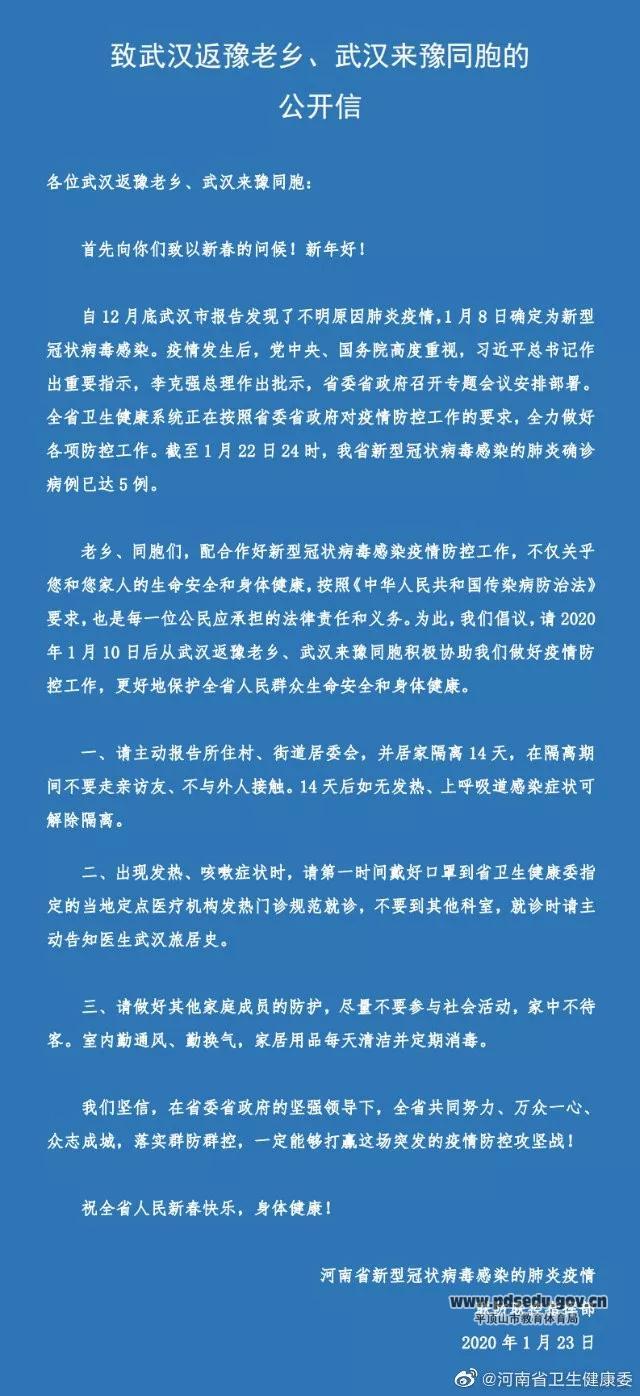 致武汉返豫老乡、武汉来豫同胞的
公开信
各位武汉返豫老乡、武汉来豫同胞：
首先向你们致以新春的问候！新年好！
自12月底武汉市报告发现了不明原因肺炎疫情，1月8日确定为新型
冠状病毒感染。疫情发生后，党中央、国务院高度重视，习近平总书记作
出重要指示，李克强总理作出批示，省委省政府召开专题会议安排部署。
全省卫生健康系统正在按照省委省政府对疫情防控工作的要求，全力做好
各项防控工作。截至1月22日24时，我省新型冠状病毒感染的肺炎确诊
病例已达5例。
老乡、同胞们，配合作好新型冠状病毒感染疫情防控工作，不仅关乎
您和您家人的生命安全和身体健康，按照《中华人民共和国传染病防治法》
要求，也是每一位公民应承担的法律责任和义务。为此，我们倡议，请2020
年1月10日后从武汉返豫老乡、武汉来豫同胞积极协助我们做好疫情防
控工作，更好地保护全省人民群众生命安全和身体健康。
一、请主动报告所住村、街道居委会，并居家隔离14天，在隔离期
间不要走亲访友、不与外人接触。14天后如无发热、上呼吸道感染症状可
解除隔离。
二、出现发热、咳嗽症状时，请第一时间戴好口罩到省卫生健康委指
定的当地定点医疗机构发热门诊规范就诊，不要到其他科室，就诊时请主
动告知医生武汉旅居史。
三、请做好其他家庭成员的防护，尽量不要参与社会活动，家中不待
客。室内勤通风、勤换气，家居用品每天清洁并定期消毒。
我们坚信，在省委省政府的坚强领导下，全省共同努力、万众一心、
众志成城，落实群防群控，一定能够打赢这场突发的疫情防控攻坚战！
祝全省人民新春快乐，身体健康！
河南省新型冠状病毒感染的肺炎疫情
www.pdsedu.gov.cn
平顶山市教育体育局
2020年1月23日
@河南省卫生健康委